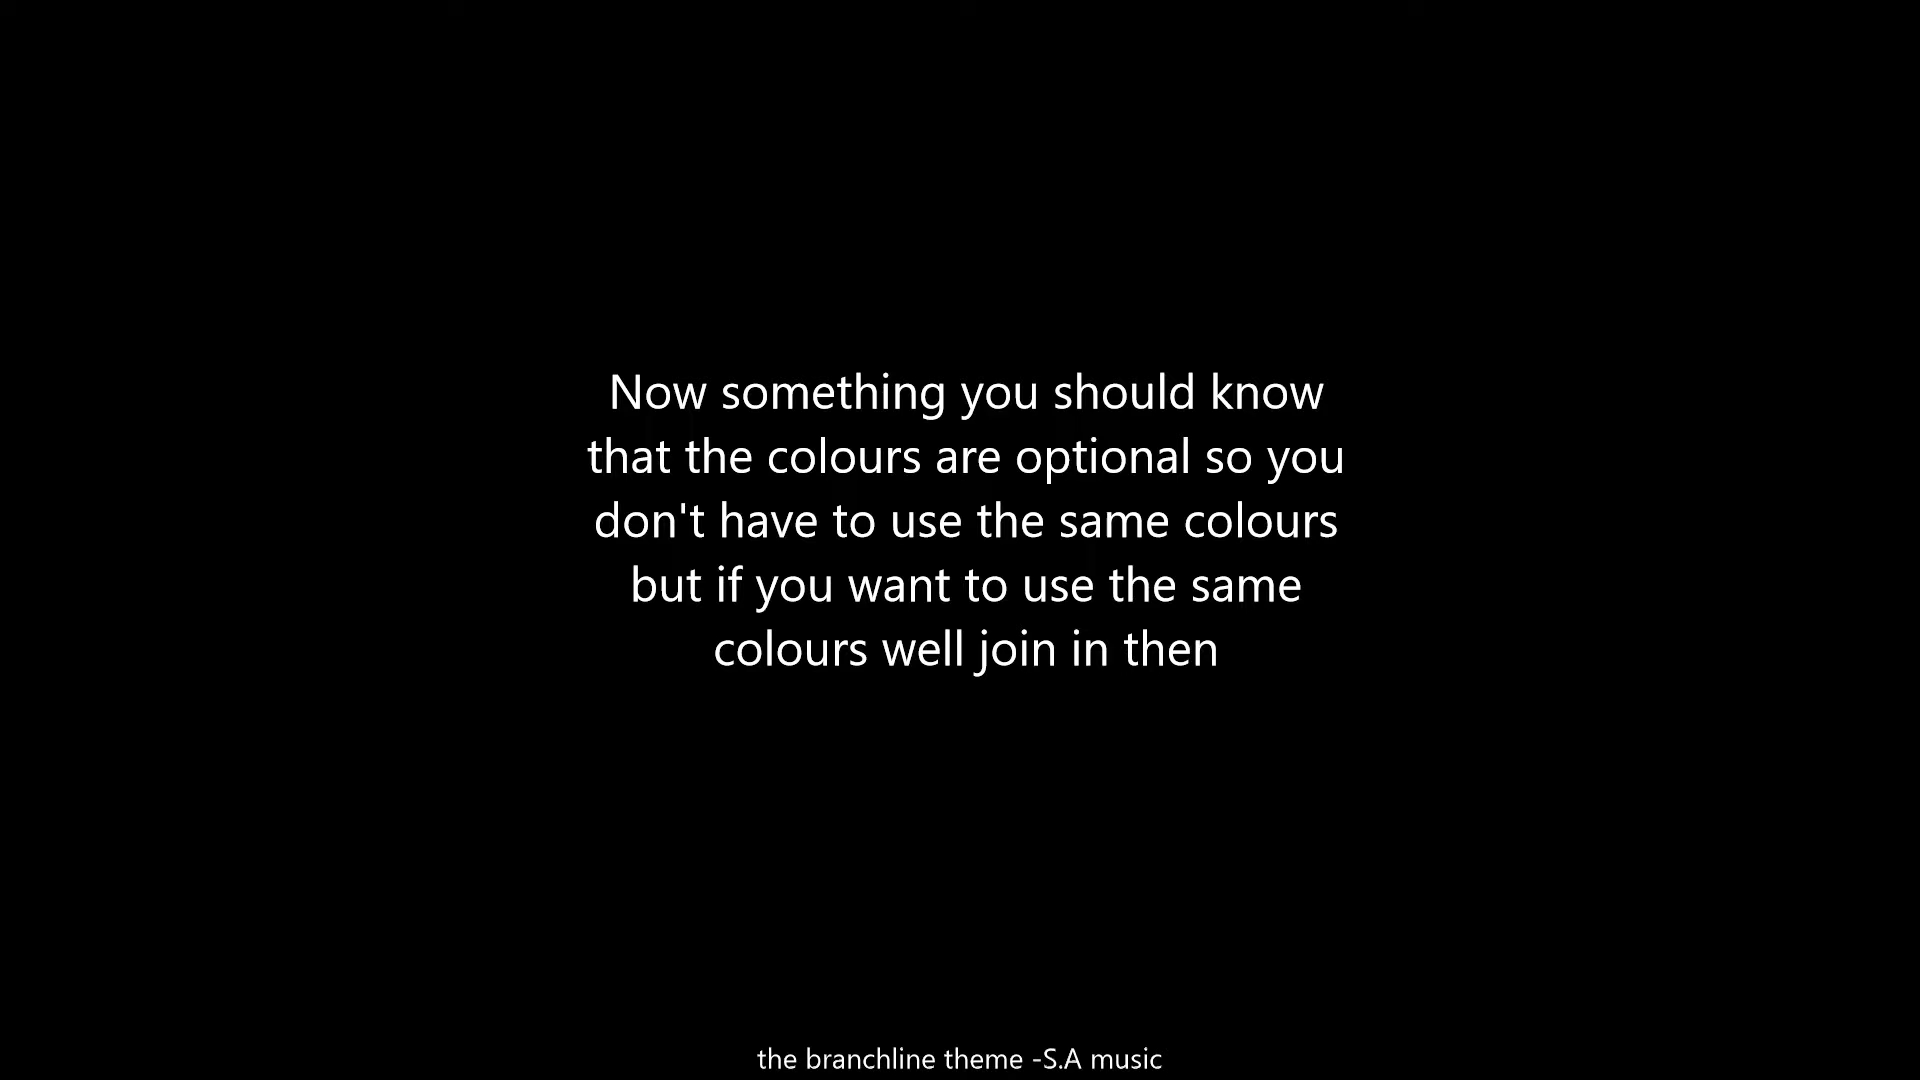 Now something you should know
that the colours are optional so you
don't have to use the same colours
but if you want to use the same
colours well join in then
the branchline theme -S.A music